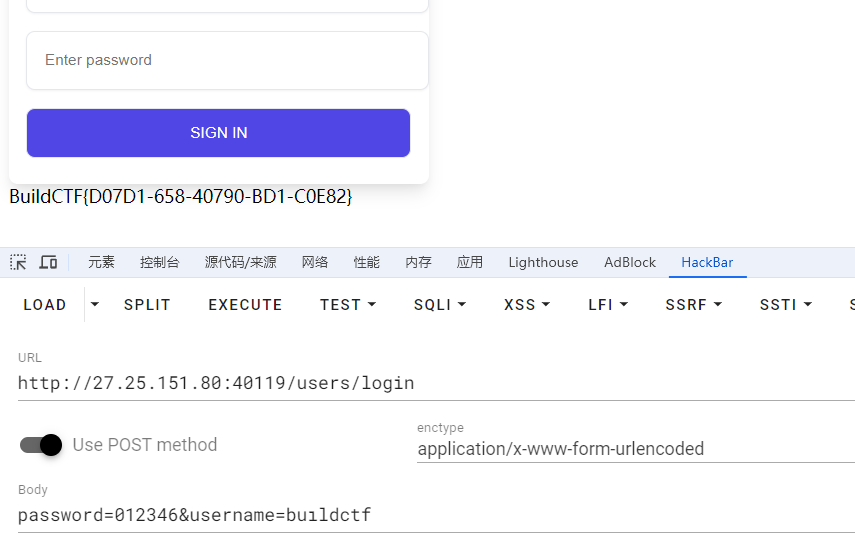 Enter password
SIGN IN
BuildCTF{D07D1-658-40790-BD1-C0E82}
元素 控制台 源代码/来源 网络 性能 内存 应用 Lighthouse AdBlock HackBar
LOAD SPLIT EXECUTE TEST SQLI XSS LFI SSRF SSTI
URL
http://27.25.151.80:40119/users/login
Use POST method
enctype
application/x-www-form-urlencoded
Body
password=012346&username=buıldctf